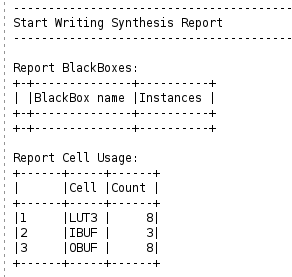 ---------------------------------------
Start Writing Synthesis Report
---------------------------------------
Report BlackBoxes:
+-+--------------+----------+
| |BlackBox name |Instances |
+-+--------------+----------+
+-+--------------+----------+
Report Cell Usage:
+------+-----+------+
|      |Cell |Count |
+------+-----+------+
|1     |LUT3 |     8|
|2     |IBUF |     3|
|3     |OBUF |     8|
+------+-----+------+